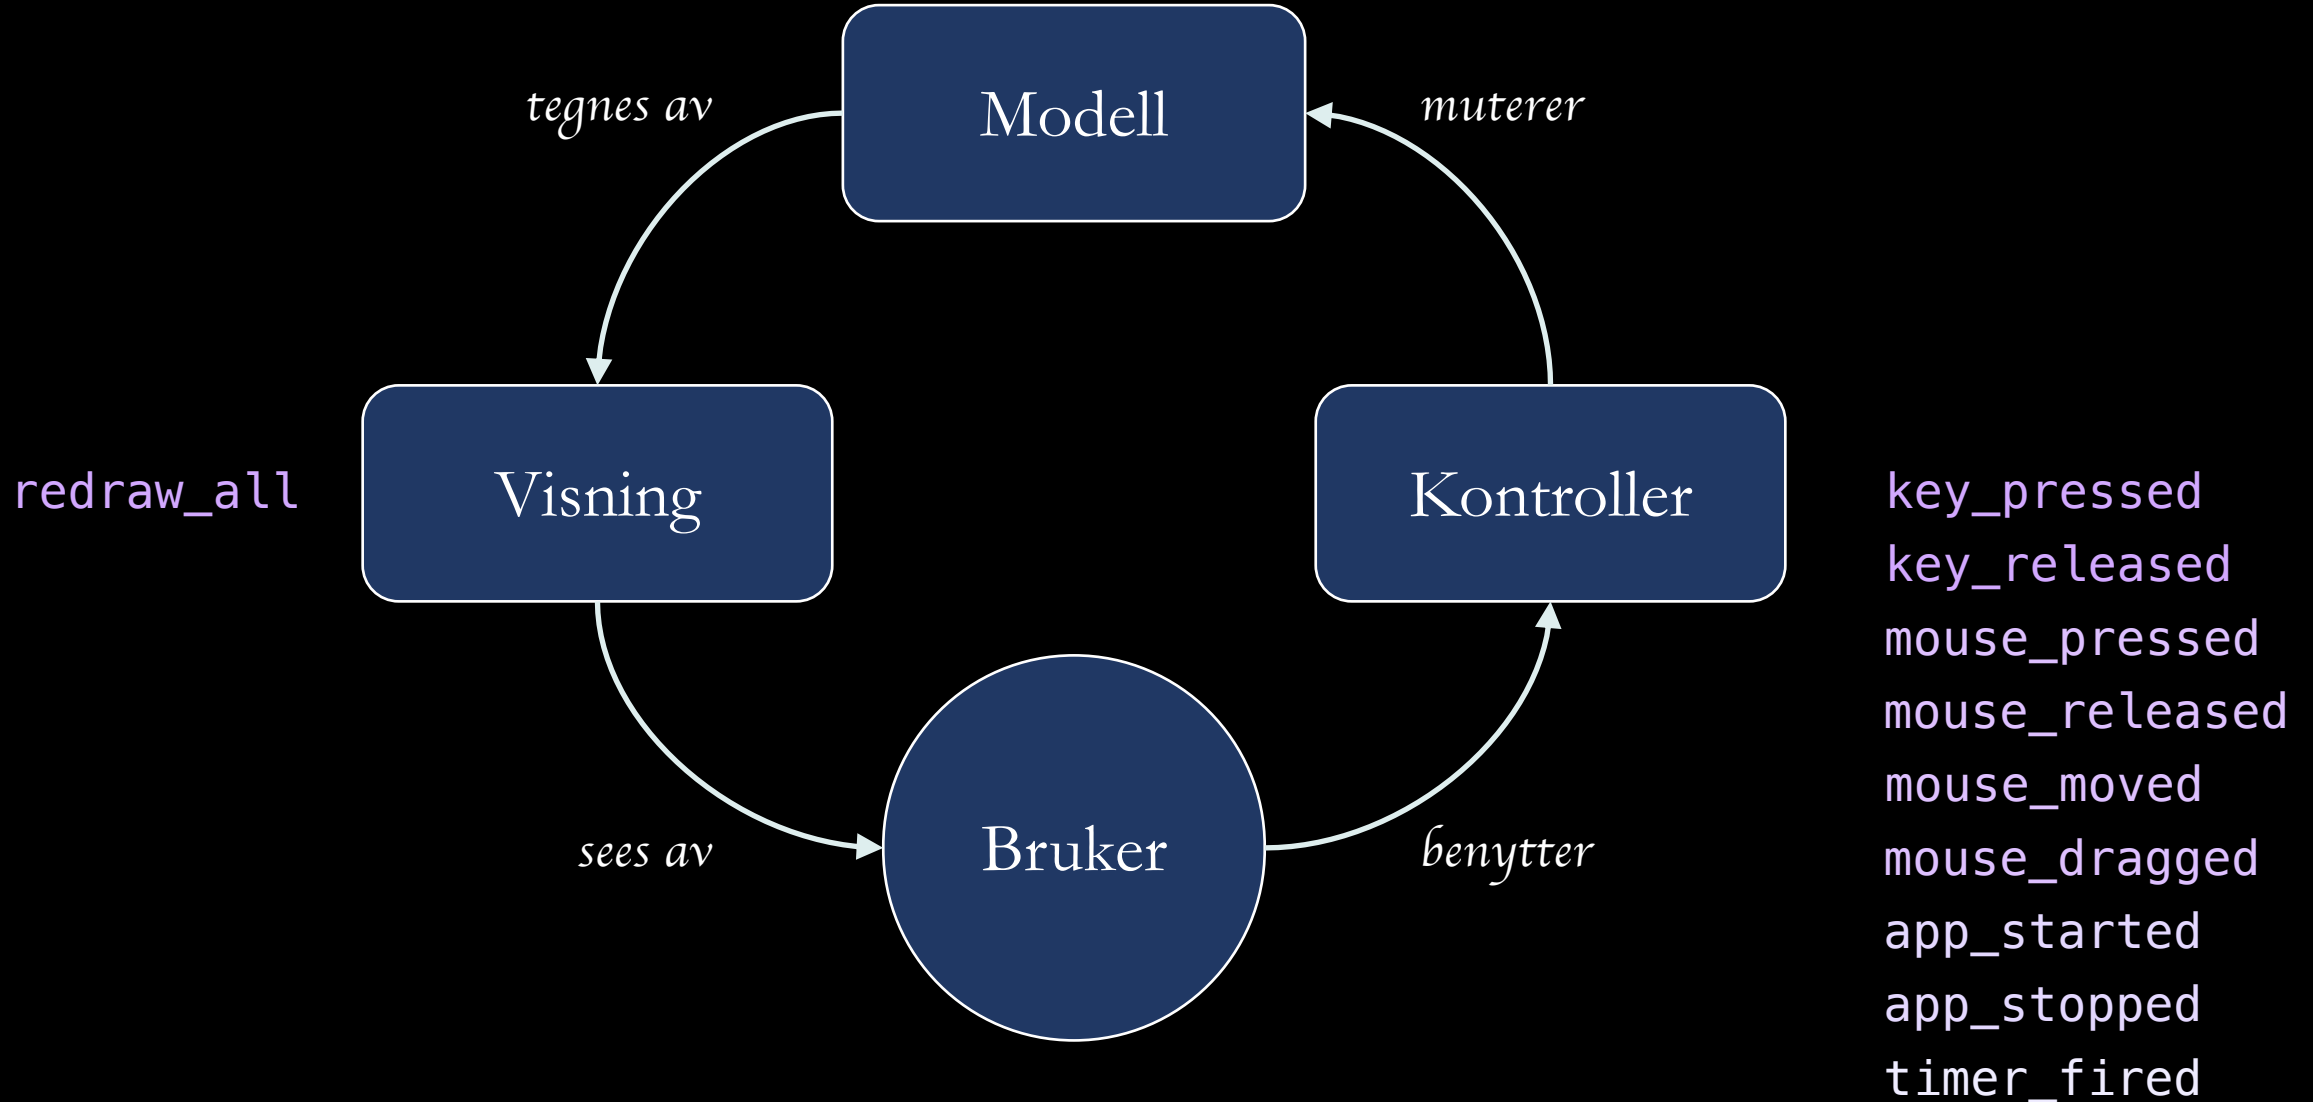 Modell
tegnes av
muterer
redraw_all
Visning
Kontroller
key_pressed
key_released
mouse_pressed
mouse_released
mouse_moved
mouse_dragged
app_started
app_stopped
timer_fired
sees av
Bruker
benytter